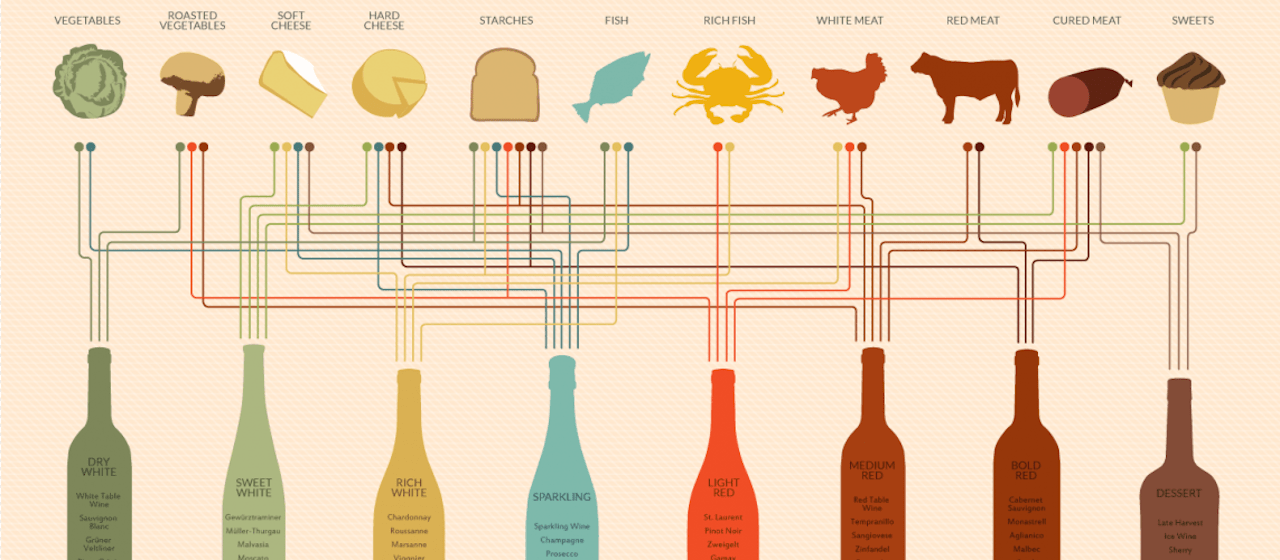 VEGETABLES
ROASTED
VEGETABLES
SOFT
CHEESE
HARD
CHEESE
STARCHES
FISH
RICH FISH
WHITE MEAT
RED MEAT
CURED MEAT
SWEETS
DRY
WHITE
White Table
Wine
Sauvignon
Blanc
Grüner
Veltliner
SWEET
WHITE
Gewürztraminer
Müller-Thurgau
Malvasia
Moscato
RICH
WHITE
Chardonnay
Roussanne
Marsanne
Viognier
SPARKLING
Sparkling Wine
Champagne
Prosecco
LIGHT
RED
St. Laurent
Pinot Noir
Zweigelt
Gamay
MEDIUM
RED
Red Table
Wine
Tempranillo
Sangiovese
Zinfandel
BOLD
RED
Cabernet
Sauvignon
Monastrell
Aglianico
Malbec
DESSERT
Late Harvest
Ice Wine
Sherry